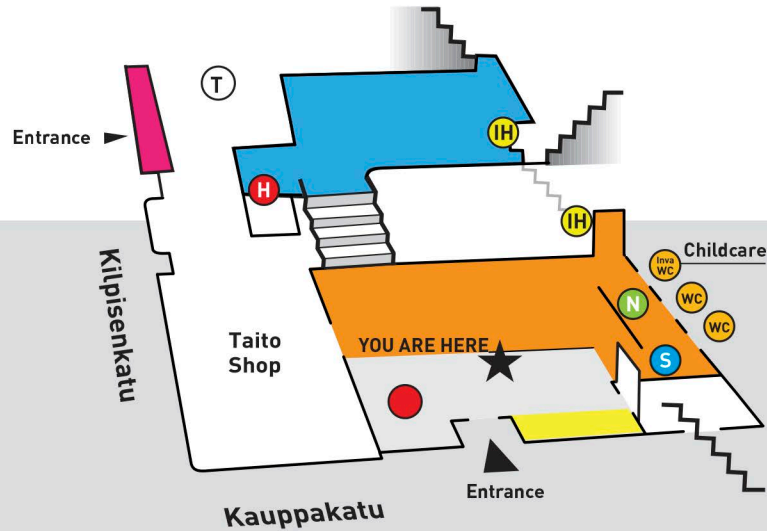 T
Entrance
IH
H
IH
Kilpisenkatu
Inva
WC
Childcare
WC
WC
N
Taito
Shop
YOU ARE HERE
S
Entrance
Kauppakatu